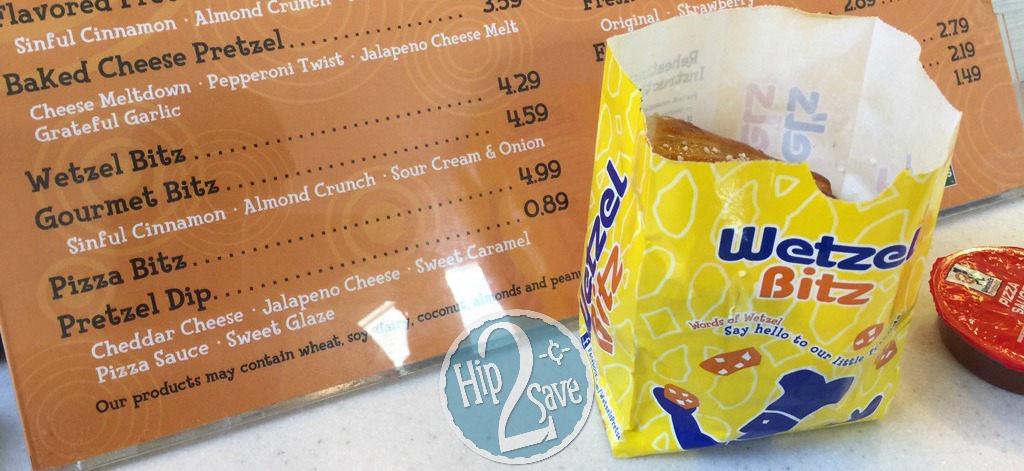 Flavored
3.59
Sinful Cinnamon · Almond Crunch ·
Baked Cheese Pretzel
Cheese Meltdown · Pepperoni Twist · Jalapeno Cheese Melt
Grateful Garlic
4.29
Wetzel Bitz
4.59
Gourmet Bitz
Sinful Cinnamon · Almond Crunch · Sour Cream & Onion
4.99
Pizza Bitz
0.89
Pretzel Dip
Cheddar Cheese · Jalapeno Cheese · Sweet Caramel
Pizza Sauce · Sweet Glaze
Our products may contain wheat, soy, dairy, coconut, almonds and
Original · Strawberry
2.89
2.79
2.19
1.49
Wetzel
Bitz
Wetzel
Bitz
Words of Wetzel
Say hello to our little
PIZZA
Hip
2
Save
¢